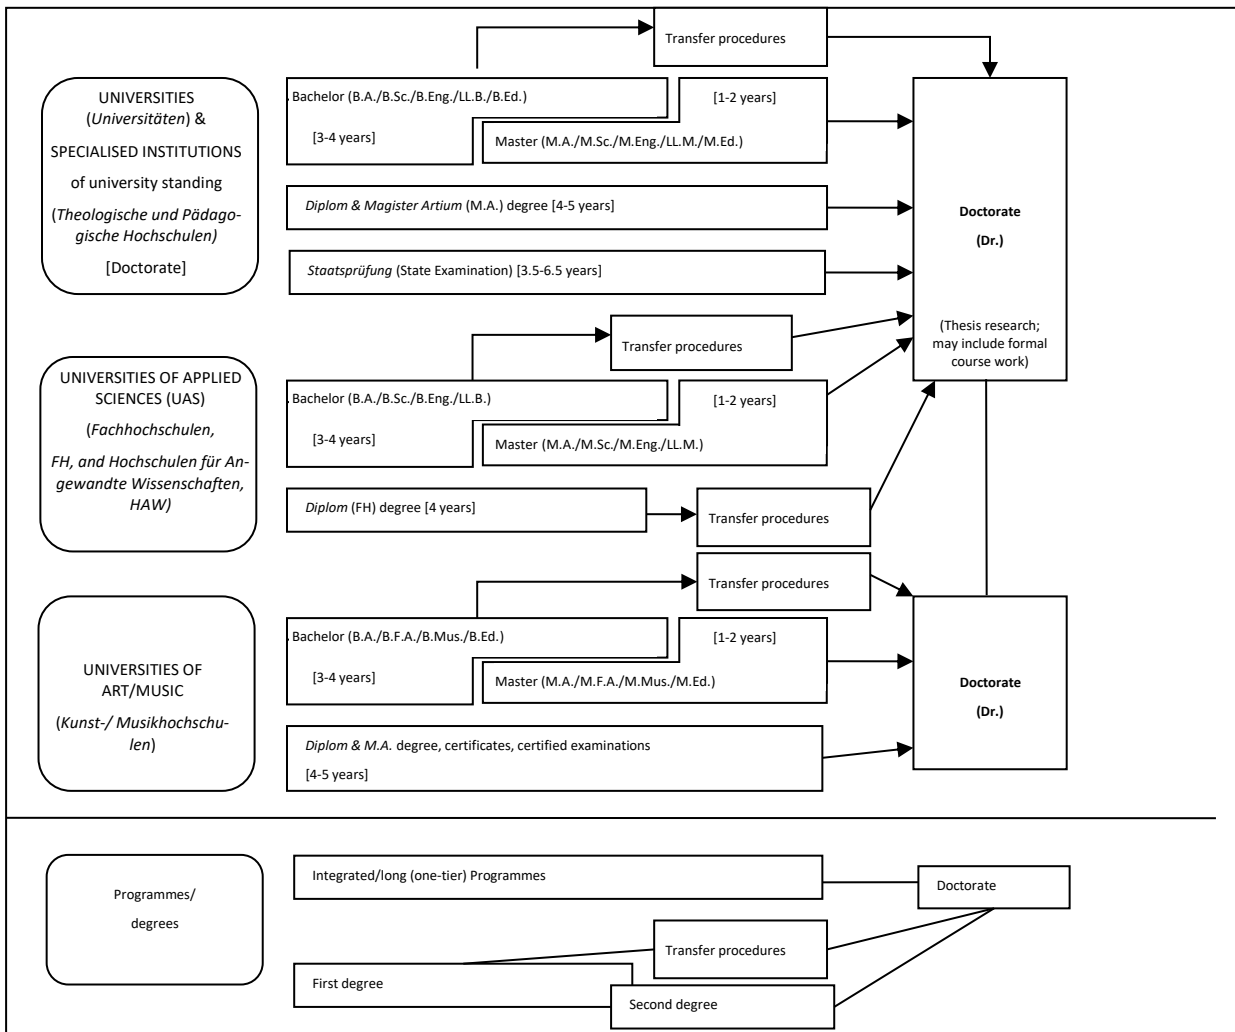 Transfer procedures
UNIVERSITIES
(Universitäten) &
SPECIALISED INSTITUTIONS
of university standing
(Theologische und Pädago-
gische Hochschulen)
[Doctorate]
Bachelor (B.A./B.Sc./B.Eng./LL.B./B.Ed.)
[3-4 years]
[1-2 years]
Master (M.A./M.Sc./M.Eng./LL.M./M.Ed.)
Diplom & Magister Artium (M.A.) degree [4-5 years]
Staatsprüfung (State Examination) [3.5-6.5 years]
Doctorate
(Dr.)
(Thesis research;
may include formal
course work)
Transfer procedures
UNIVERSITIES OF APPLIED
SCIENCES (UAS)
(Fachhochschulen,
FH, and Hochschulen für An-
gewandte Wissenschaften,
HAW)
Bachelor (B.A./B.Sc./B.Eng./LL.B.)
[3-4 years]
[1-2 years]
Master (M.A./M.Sc./M.Eng./LL.M.)
Diplom (FH) degree [4 years]
Transfer procedures
Transfer procedures
UNIVERSITIES OF
ART/MUSIC
(Kunst-/ Musikhochschu-
len)
Bachelor (B.A./B.F.A./B.Mus./B.Ed.)
[3-4 years]
[1-2 years]
Master (M.A./M.F.A./M.Mus./M.Ed.)
Diplom & M.A. degree, certificates, certified examinations
[4-5 years]
Doctorate
(Dr.)
Programmes/
degrees
Integrated/long (one-tier) Programmes
Doctorate
Transfer procedures
First degree
Second degree